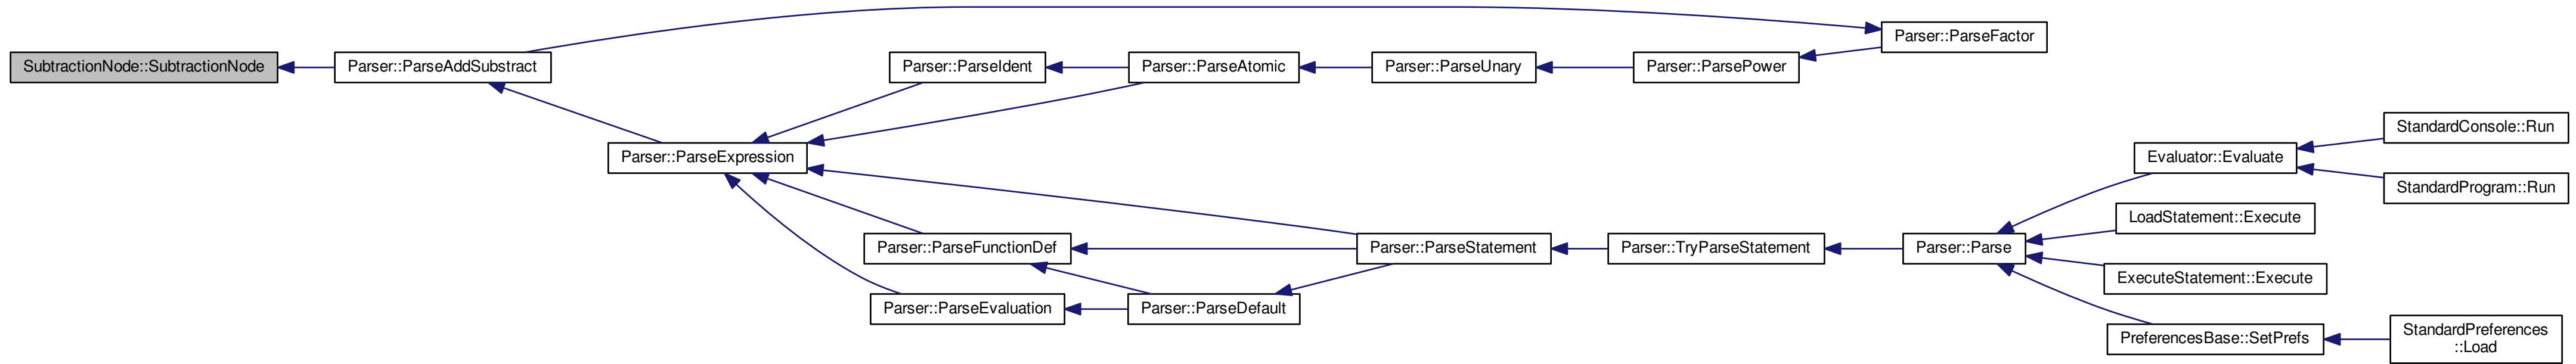 SubtractionNode::SubtractionNode
Parser::ParseAddSubstract
Parser::ParseExpression
Parser::ParseIdent
Parser::ParseAtomic
Parser::ParseUnary
Parser::ParsePower
Parser::ParseFactor
Parser::ParseFunctionDef
Parser::ParseEvaluation
Parser::ParseDefault
Parser::ParseStatement
Parser::TryParseStatement
Parser::Parse
Evaluator::Evaluate
LoadStatement::Execute
ExecuteStatement::Execute
PreferencesBase::SetPrefs
StandardConsole::Run
StandardProgram::Run
StandardPreferences
::Load